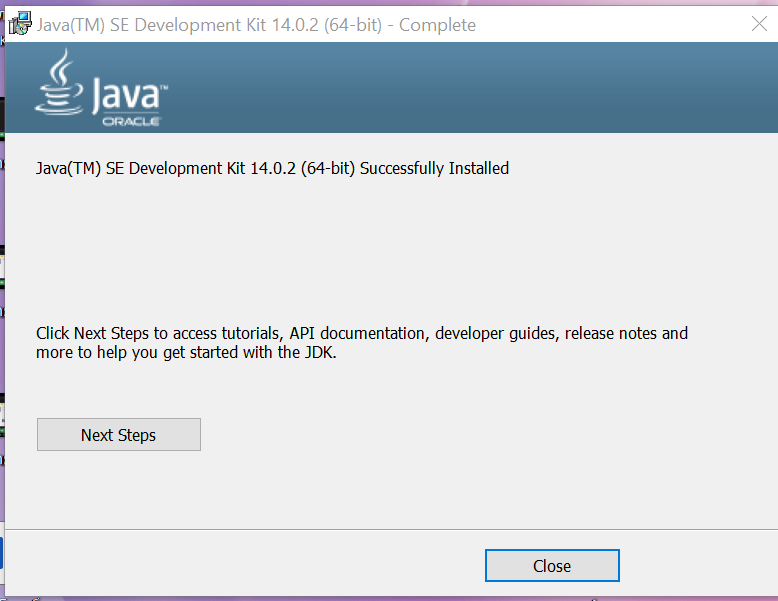 Java(TM) SE Development Kit 14.0.2 (64-bit) - Complete
Java™
ORACLE
Java(TM) SE Development Kit 14.0.2 (64-bit) Successfully Installed
Click Next Steps to access tutorials, API documentation, developer guides, release notes and
more to help you get started with the JDK.
Next Steps
Close